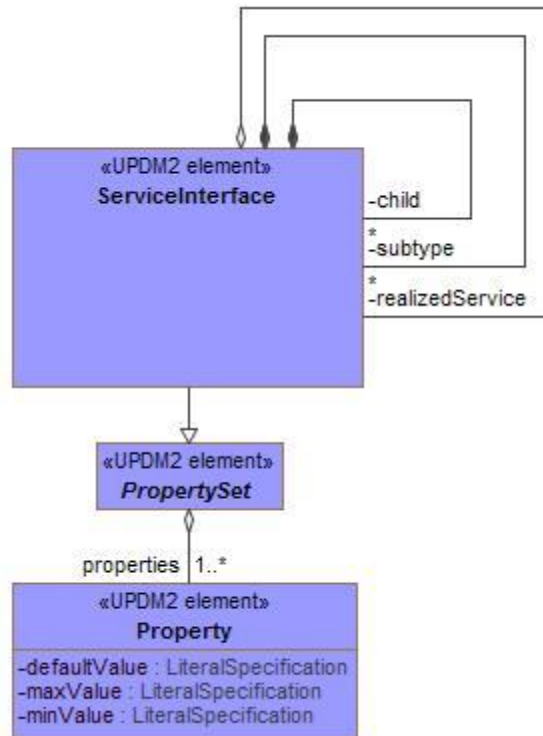 «UPDM2 element»
ServiceInterface
-child
*
-subtype
*
-realizedService
«UPDM2 element»
PropertySet
properties 1..*
«UPDM2 element»
Property
-defaultValue : LiteralSpecification
-maxValue : LiteralSpecification
-minValue : LiteralSpecification